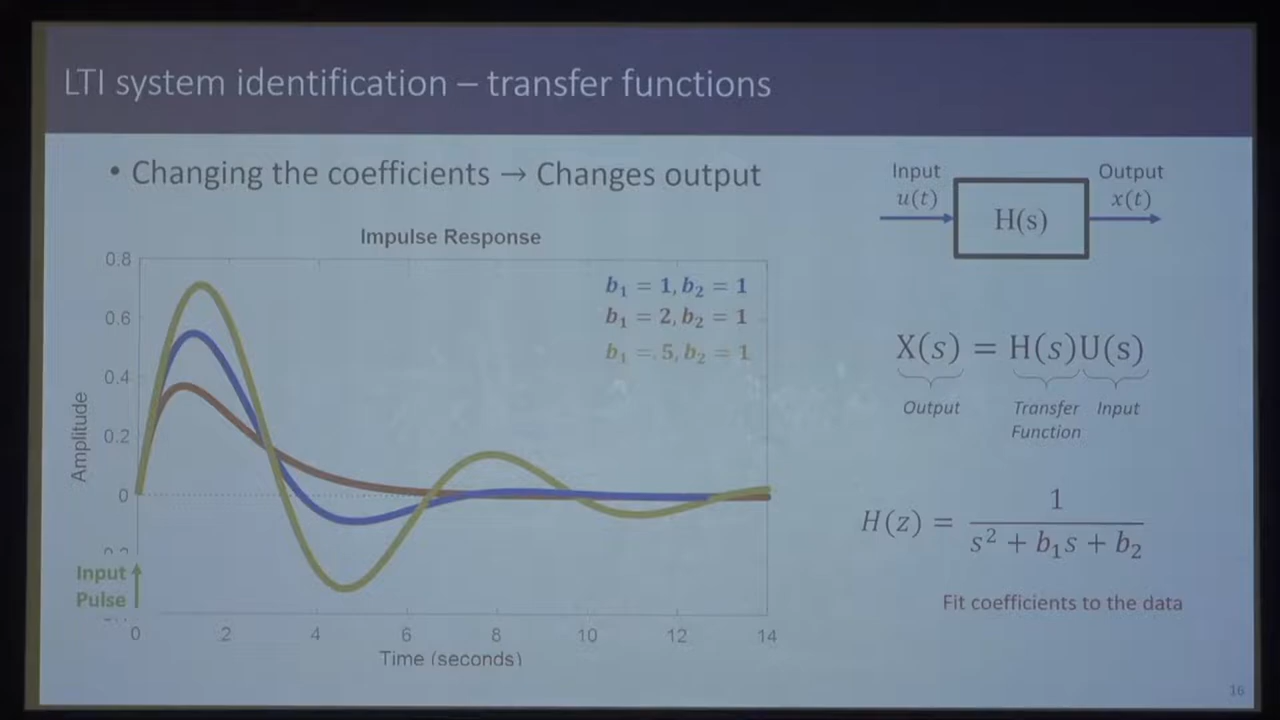 LTI system identification – transfer functions
• Changing the coefficients → Changes output
Impulse Response
0.8
0.6
0.4
0.2
0
Amplitude
b₁ = 1, b₂ = 1
b₁ = 2, b₂ = 1
b₁ = .5, b₂ = 1
Input
Pulse
0 2 4 6 8 10 12 14
Time (seconds)
Input
u(t)
H(s)
Output
x(t)
X(s) = H(s)U(s)
Output
Transfer
Function
Input
H(z) = 1 / (s² + b₁s + b₂)
Fit coefficients to the data
16